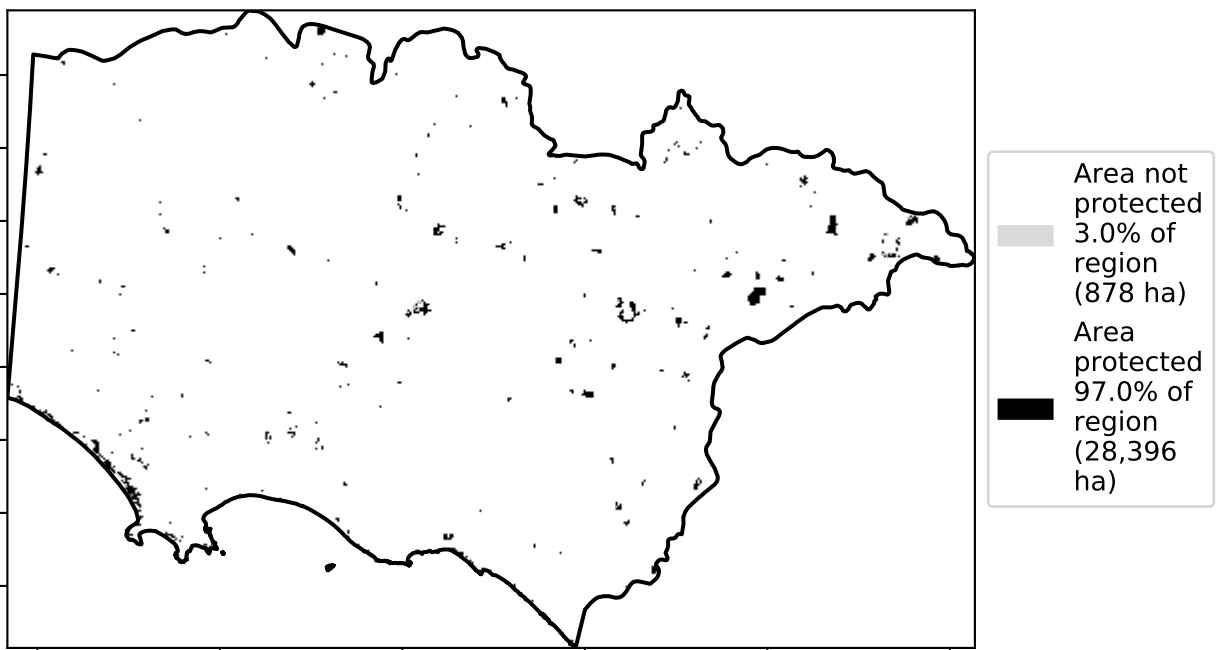 Area not
protected
3.0% of
region
(878 ha)
Area
protected
97.0% of
region
(28,396
ha)